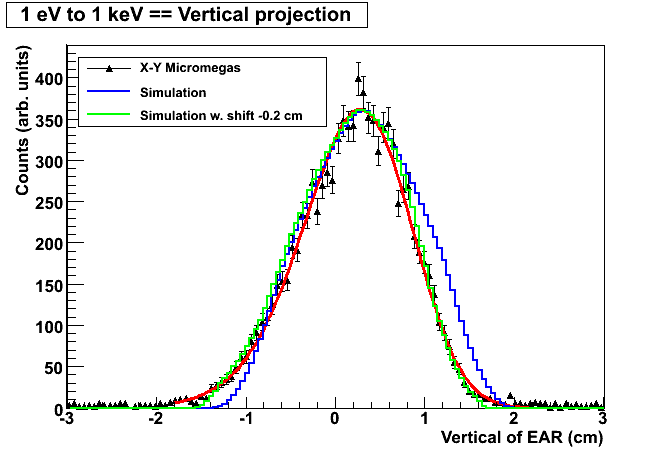 1 eV to 1 keV == Vertical projection
Counts (arb. units)
X-Y Micromegas
Simulation
Simulation w. shift -0.2 cm
400
350
300
250
200
150
100
50
0
-3 -2 -1 0 1 2 3
Vertical of EAR (cm)